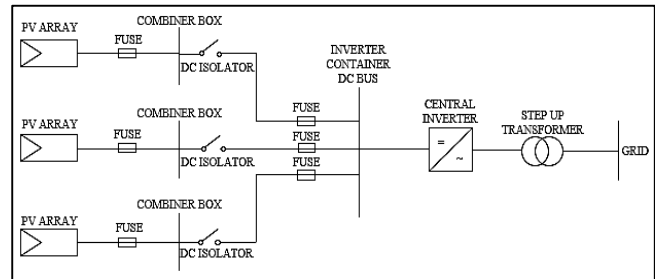 COMBINER BOX
PV ARRAY
FUSE
DC ISOLATOR
INVERTER
CONTAINER
DC BUS
COMBINER BOX
PV ARRAY
FUSE
DC ISOLATOR
FUSE
FUSE
FUSE
CENTRAL
INVERTER
=
~
STEP UP
TRANSFORMER
GRID
COMBINER BOX
PV ARRAY
FUSE
DC ISOLATOR